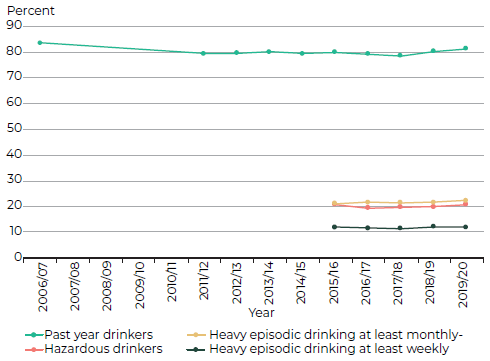 Percent
90
80
70
60
50
40
30
20
10
0
2006/07 2007/08 2008/09 2009/10 2010/11 2011/12 2012/13 2013/14 2014/15 2015/16 2016/17 2017/18 2018/19 2019/20
Year
Past year drinkers Heavy episodic drinking at least monthly-
Hazardous drinkers Heavy episodic drinking at least weekly